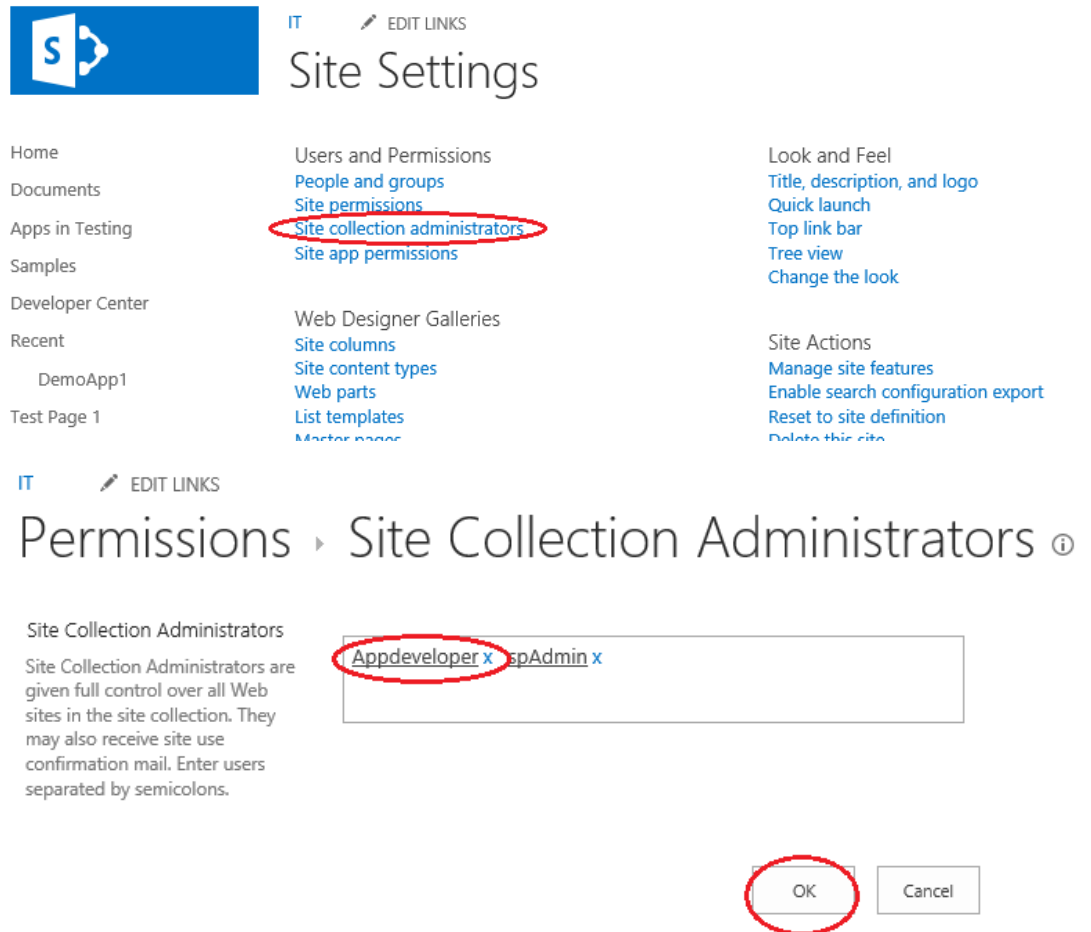 S
IT EDIT LINKS
Site Settings
Home
Documents
Apps in Testing
Samples
Developer Center
Recent
DemoApp1
Test Page 1
Users and Permissions
People and groups
Site permissions
Site collection administrators
Site app permissions
Web Designer Galleries
Site columns
Site content types
Web parts
List templates
Master pages
Look and Feel
Title, description, and logo
Quick launch
Top link bar
Tree view
Change the look
Site Actions
Manage site features
Enable search configuration export
Reset to site definition
Delete this site
IT EDIT LINKS
Permissions ▸ Site Collection Administrators
Site Collection Administrators
Site Collection Administrators are
given full control over all Web
sites in the site collection. They
may also receive site use
confirmation mail. Enter users
separated by semicolons.
Appdeveloper x spAdmin x
OK Cancel